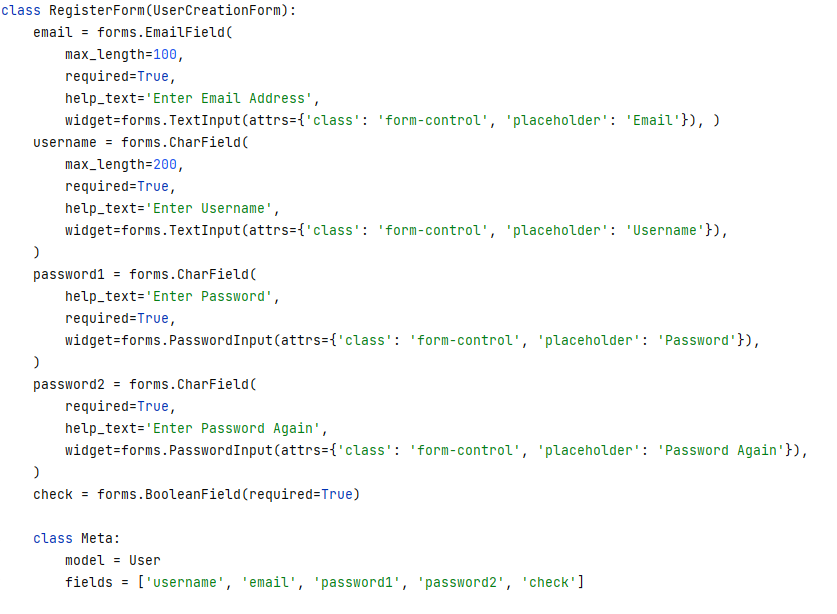 class RegisterForm(UserCreationForm):
    email = forms.EmailField(
        max_length=100,
        required=True,
        help_text='Enter Email Address',
        widget=forms.TextInput(attrs={'class': 'form-control', 'placeholder': 'Email'}), )
    username = forms.CharField(
        max_length=200,
        required=True,
        help_text='Enter Username',
        widget=forms.TextInput(attrs={'class': 'form-control', 'placeholder': 'Username'}),
    )
    password1 = forms.CharField(
        help_text='Enter Password',
        required=True,
        widget=forms.PasswordInput(attrs={'class': 'form-control', 'placeholder': 'Password'}),
    )
    password2 = forms.CharField(
        required=True,
        help_text='Enter Password Again',
        widget=forms.PasswordInput(attrs={'class': 'form-control', 'placeholder': 'Password Again'}),
    )
    check = forms.BooleanField(required=True)

    class Meta:
        model = User
        fields = ['username', 'email', 'password1', 'password2', 'check']